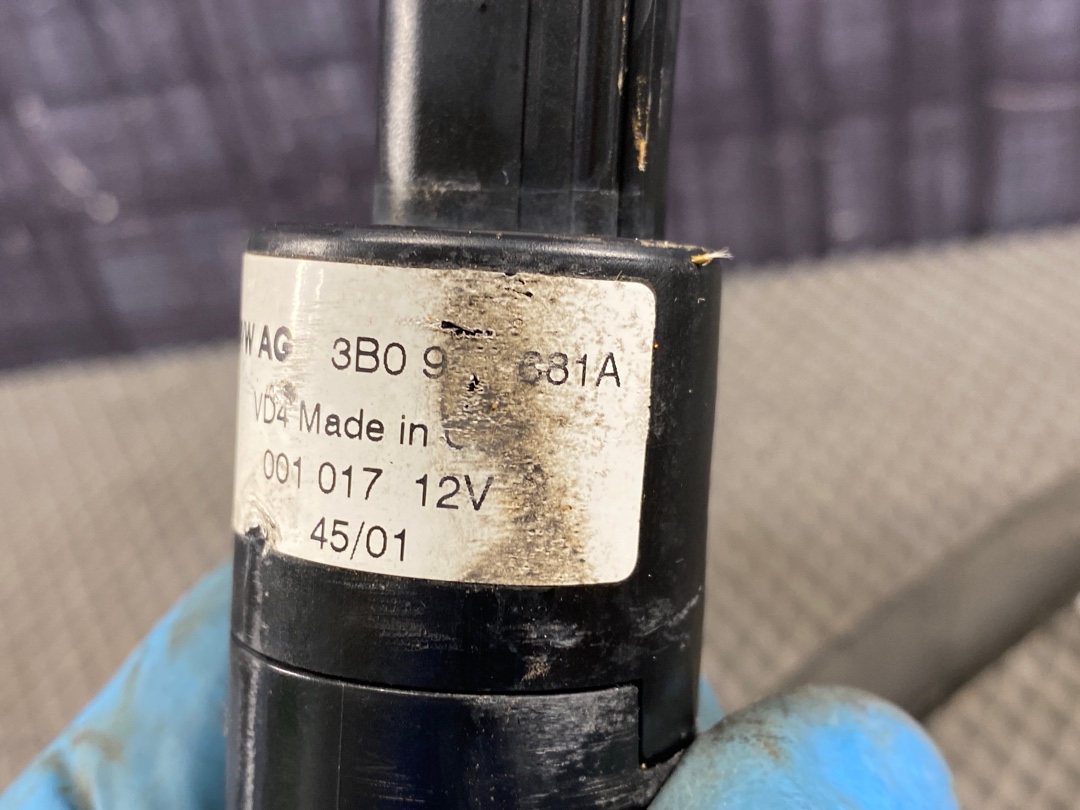 W AG 3B0 9 681A
VD4 Made in
001 017 12V
45/01